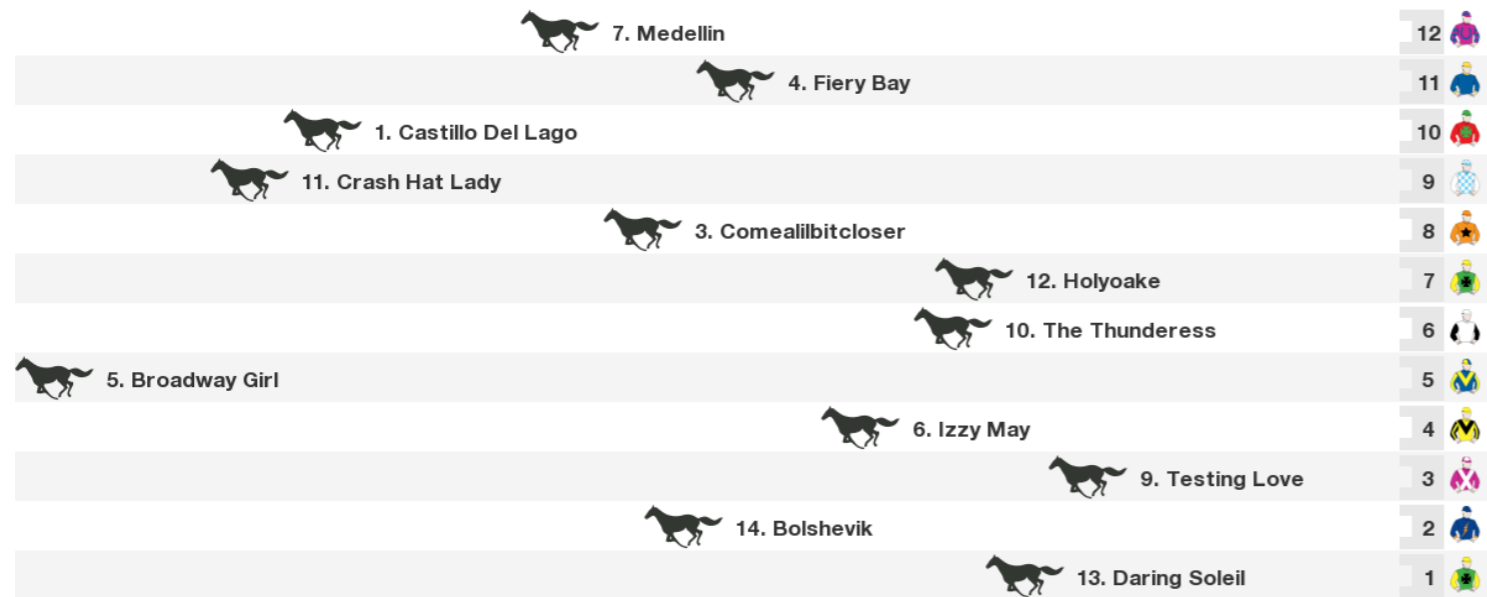 7. Medellin 12
4. Fiery Bay 11
1. Castillo Del Lago 10
11. Crash Hat Lady 9
3. Comealilbitcloser 8
12. Holyoake 7
10. The Thunderess 6
5. Broadway Girl 5
6. Izzy May 4
9. Testing Love 3
14. Bolshevik 2
13. Daring Soleil 1